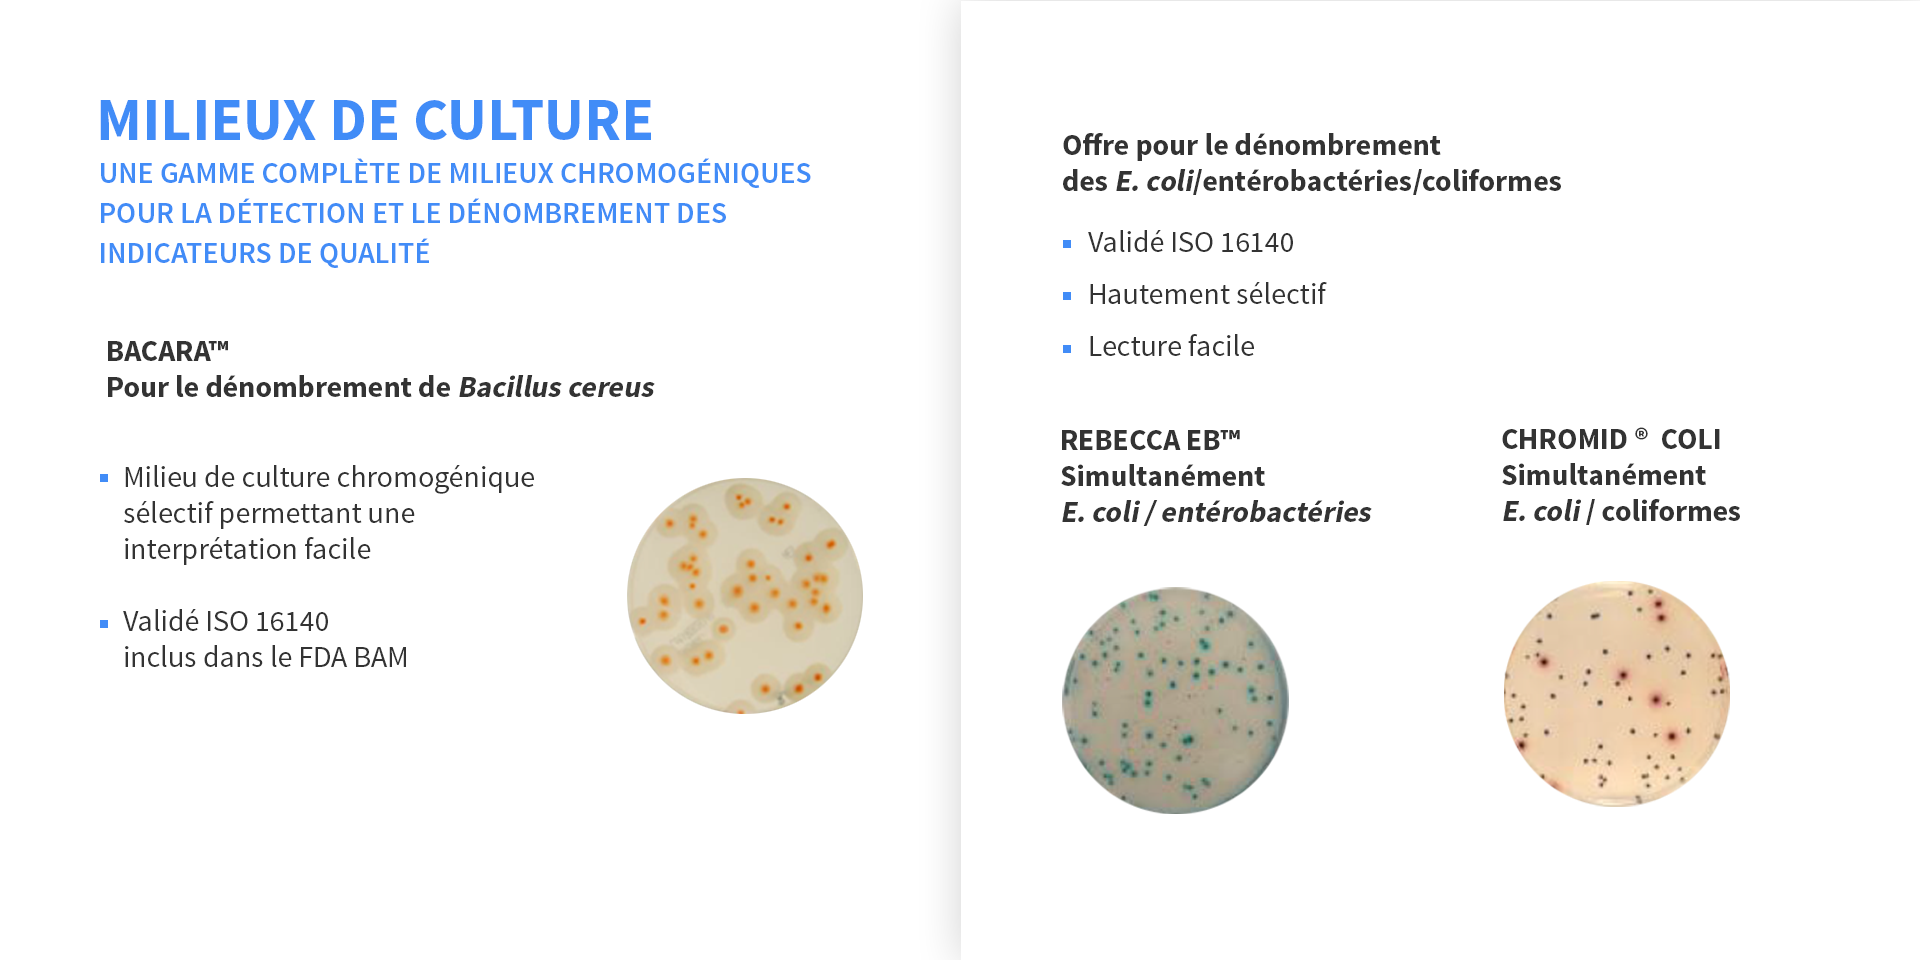 MILIEUX DE CULTURE
UNE GAMME COMPLÈTE DE MILIEUX CHROMOGÉNIQUES
POUR LA DÉTECTION ET LE DÉNOMBREMENT DES
INDICATEURS DE QUALITÉ
BACARA™
Pour le dénombrement de Bacillus cereus
Milieu de culture chromogénique
sélectif permettant une
interprétation facile
Validé ISO 16140
inclus dans le FDA BAM
Offre pour le dénombrement
des E. coli/entérobactéries/coliformes
Validé ISO 16140
Hautement sélectif
Lecture facile
REBECCA EB™
Simultanément
E. coli / entérobactéries
CHROMID ® COLI
Simultanément
E. coli / coliformes